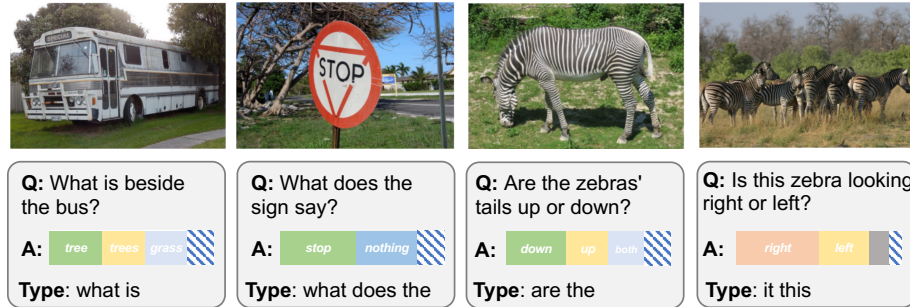 STOP
Q: What is beside
the bus?
A: tree trees grass
Type: what is
Q: What does the
sign say?
A: stop nothing
Type: what does the
Q: Are the zebras'
tails up or down?
A: down up both
Type: are the
Q: Is this zebra looking
right or left?
A: right left
Type: it this